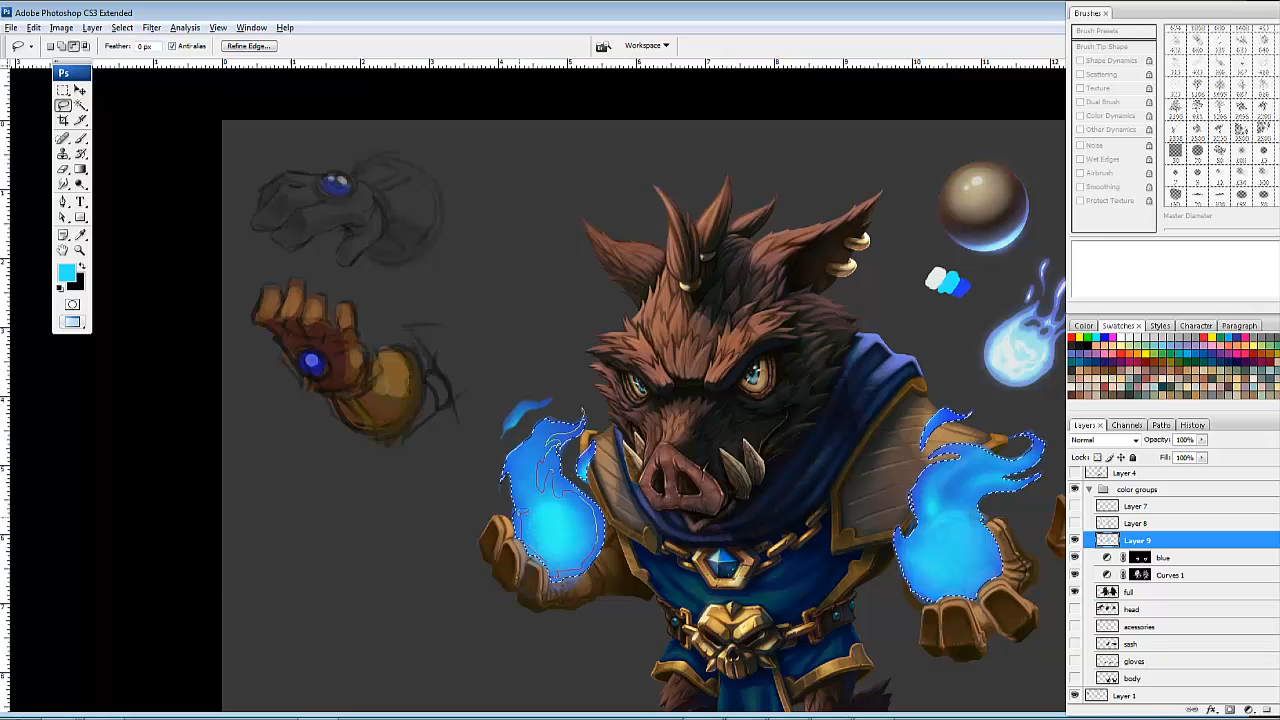 Adobe Photoshop CS3 Extended
File Edit Image Layer Select Filter Analysis View Window Help
Feather: 0 px Anti-alias Refine Edge... Workspace
Brushes
Brush Presets
Brush Tip Shape
Shape Dynamics
Scattering
Texture
Dual Brush
Color Dynamics
Other Dynamics
Noise
Wet Edges
Airbrush
Smoothing
Protect Texture
Master Diameter
Ps
Color Swatches Styles Character Paragraph
Layers Channels Paths History
Normal Opacity: 100%
Lock: Fill: 100%
Layer 4
color groups
Layer 7
Layer 8
Layer 9
blue
Curves 1
full
head
acessories
sash
gloves
body
Layer 1